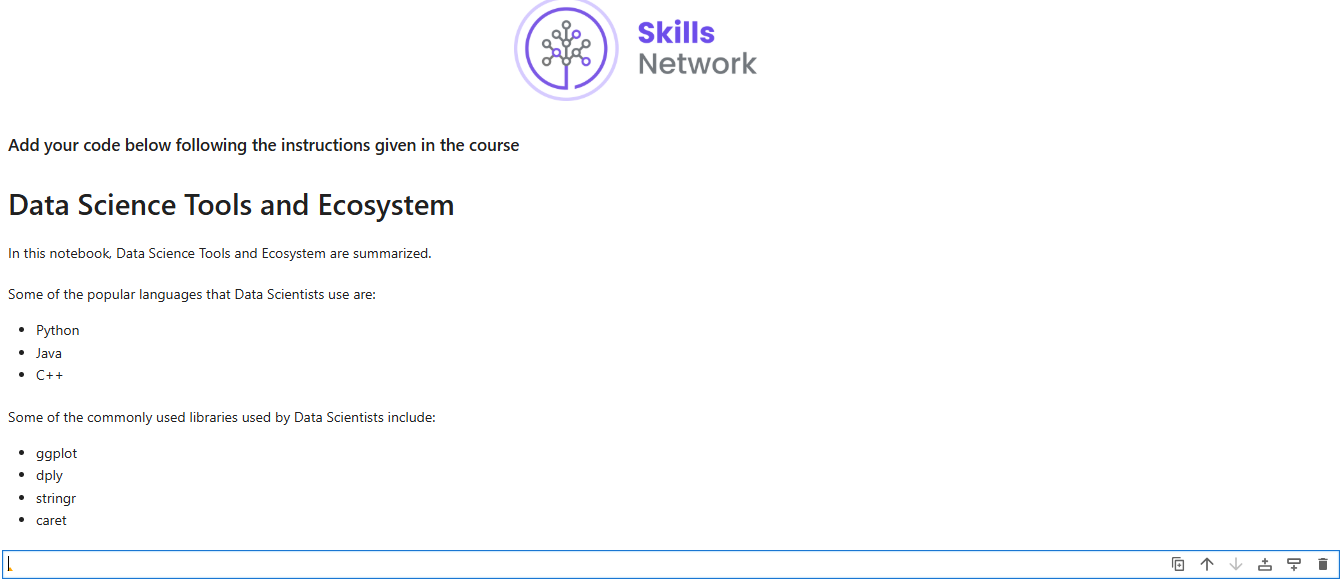 Skills
Network
Add your code below following the instructions given in the course
Data Science Tools and Ecosystem
In this notebook, Data Science Tools and Ecosystem are summarized.
Some of the popular languages that Data Scientists use are:
• Python
• Java
• C++
Some of the commonly used libraries used by Data Scientists include:
• ggplot
• dply
• stringr
• caret